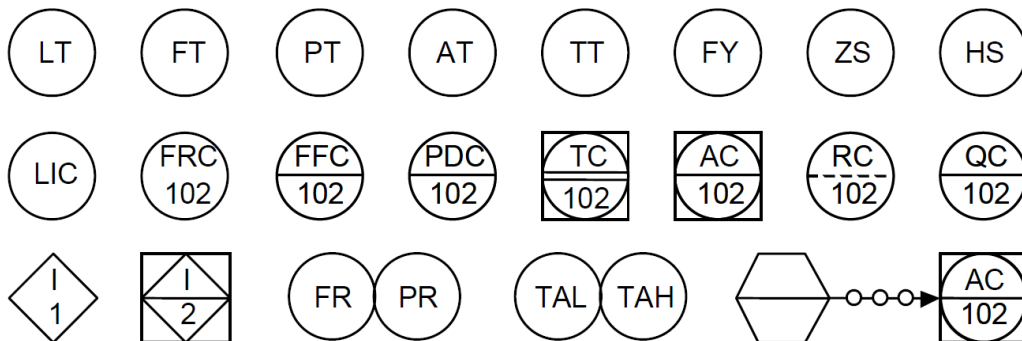 LT FT PT AT TT FY ZS HS
LIC FRC FFC PDC TC AC RC QC
102 102 102 102 102 102 102
I I FR PR TAL TAH AC
1 2 102